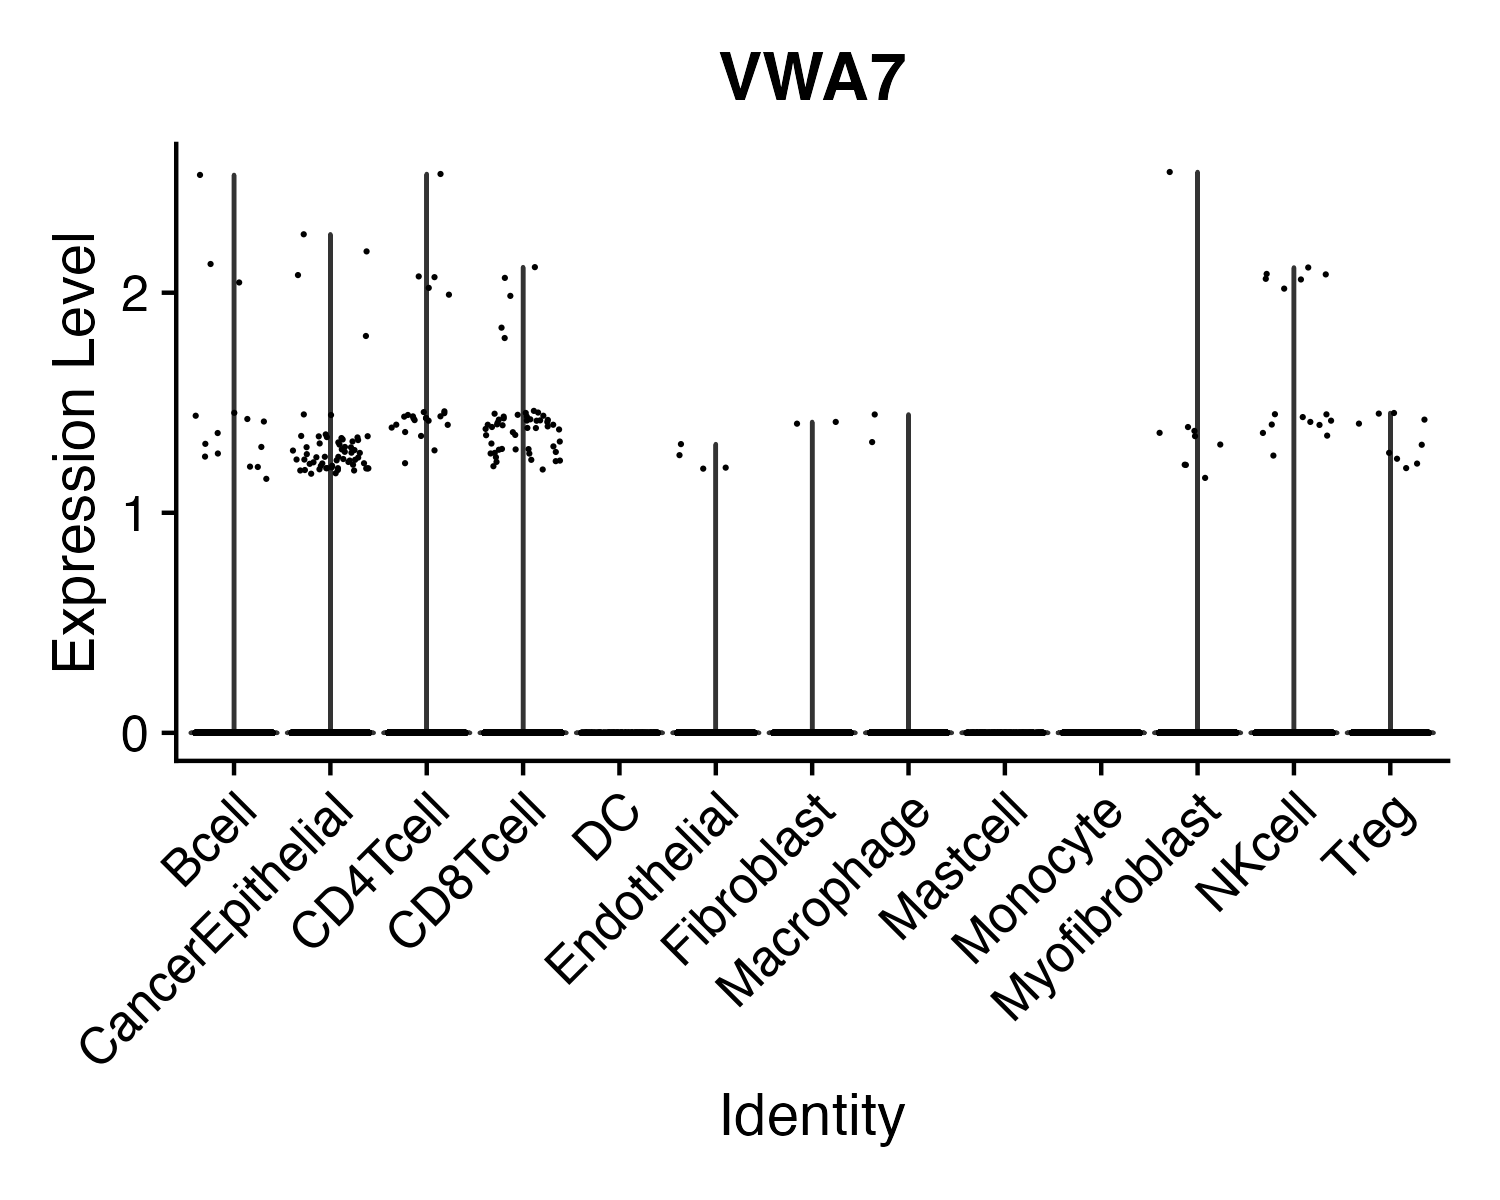 VWA7
Expression Level
2
1
0
Bcell
CancerEpithelial
CD4Tcell
CD8Tcell
DC
Endothelial
Fibroblast
Macrophage
Mastcell
Monocyte
Myofibroblast
NKcell
Treg
Identity